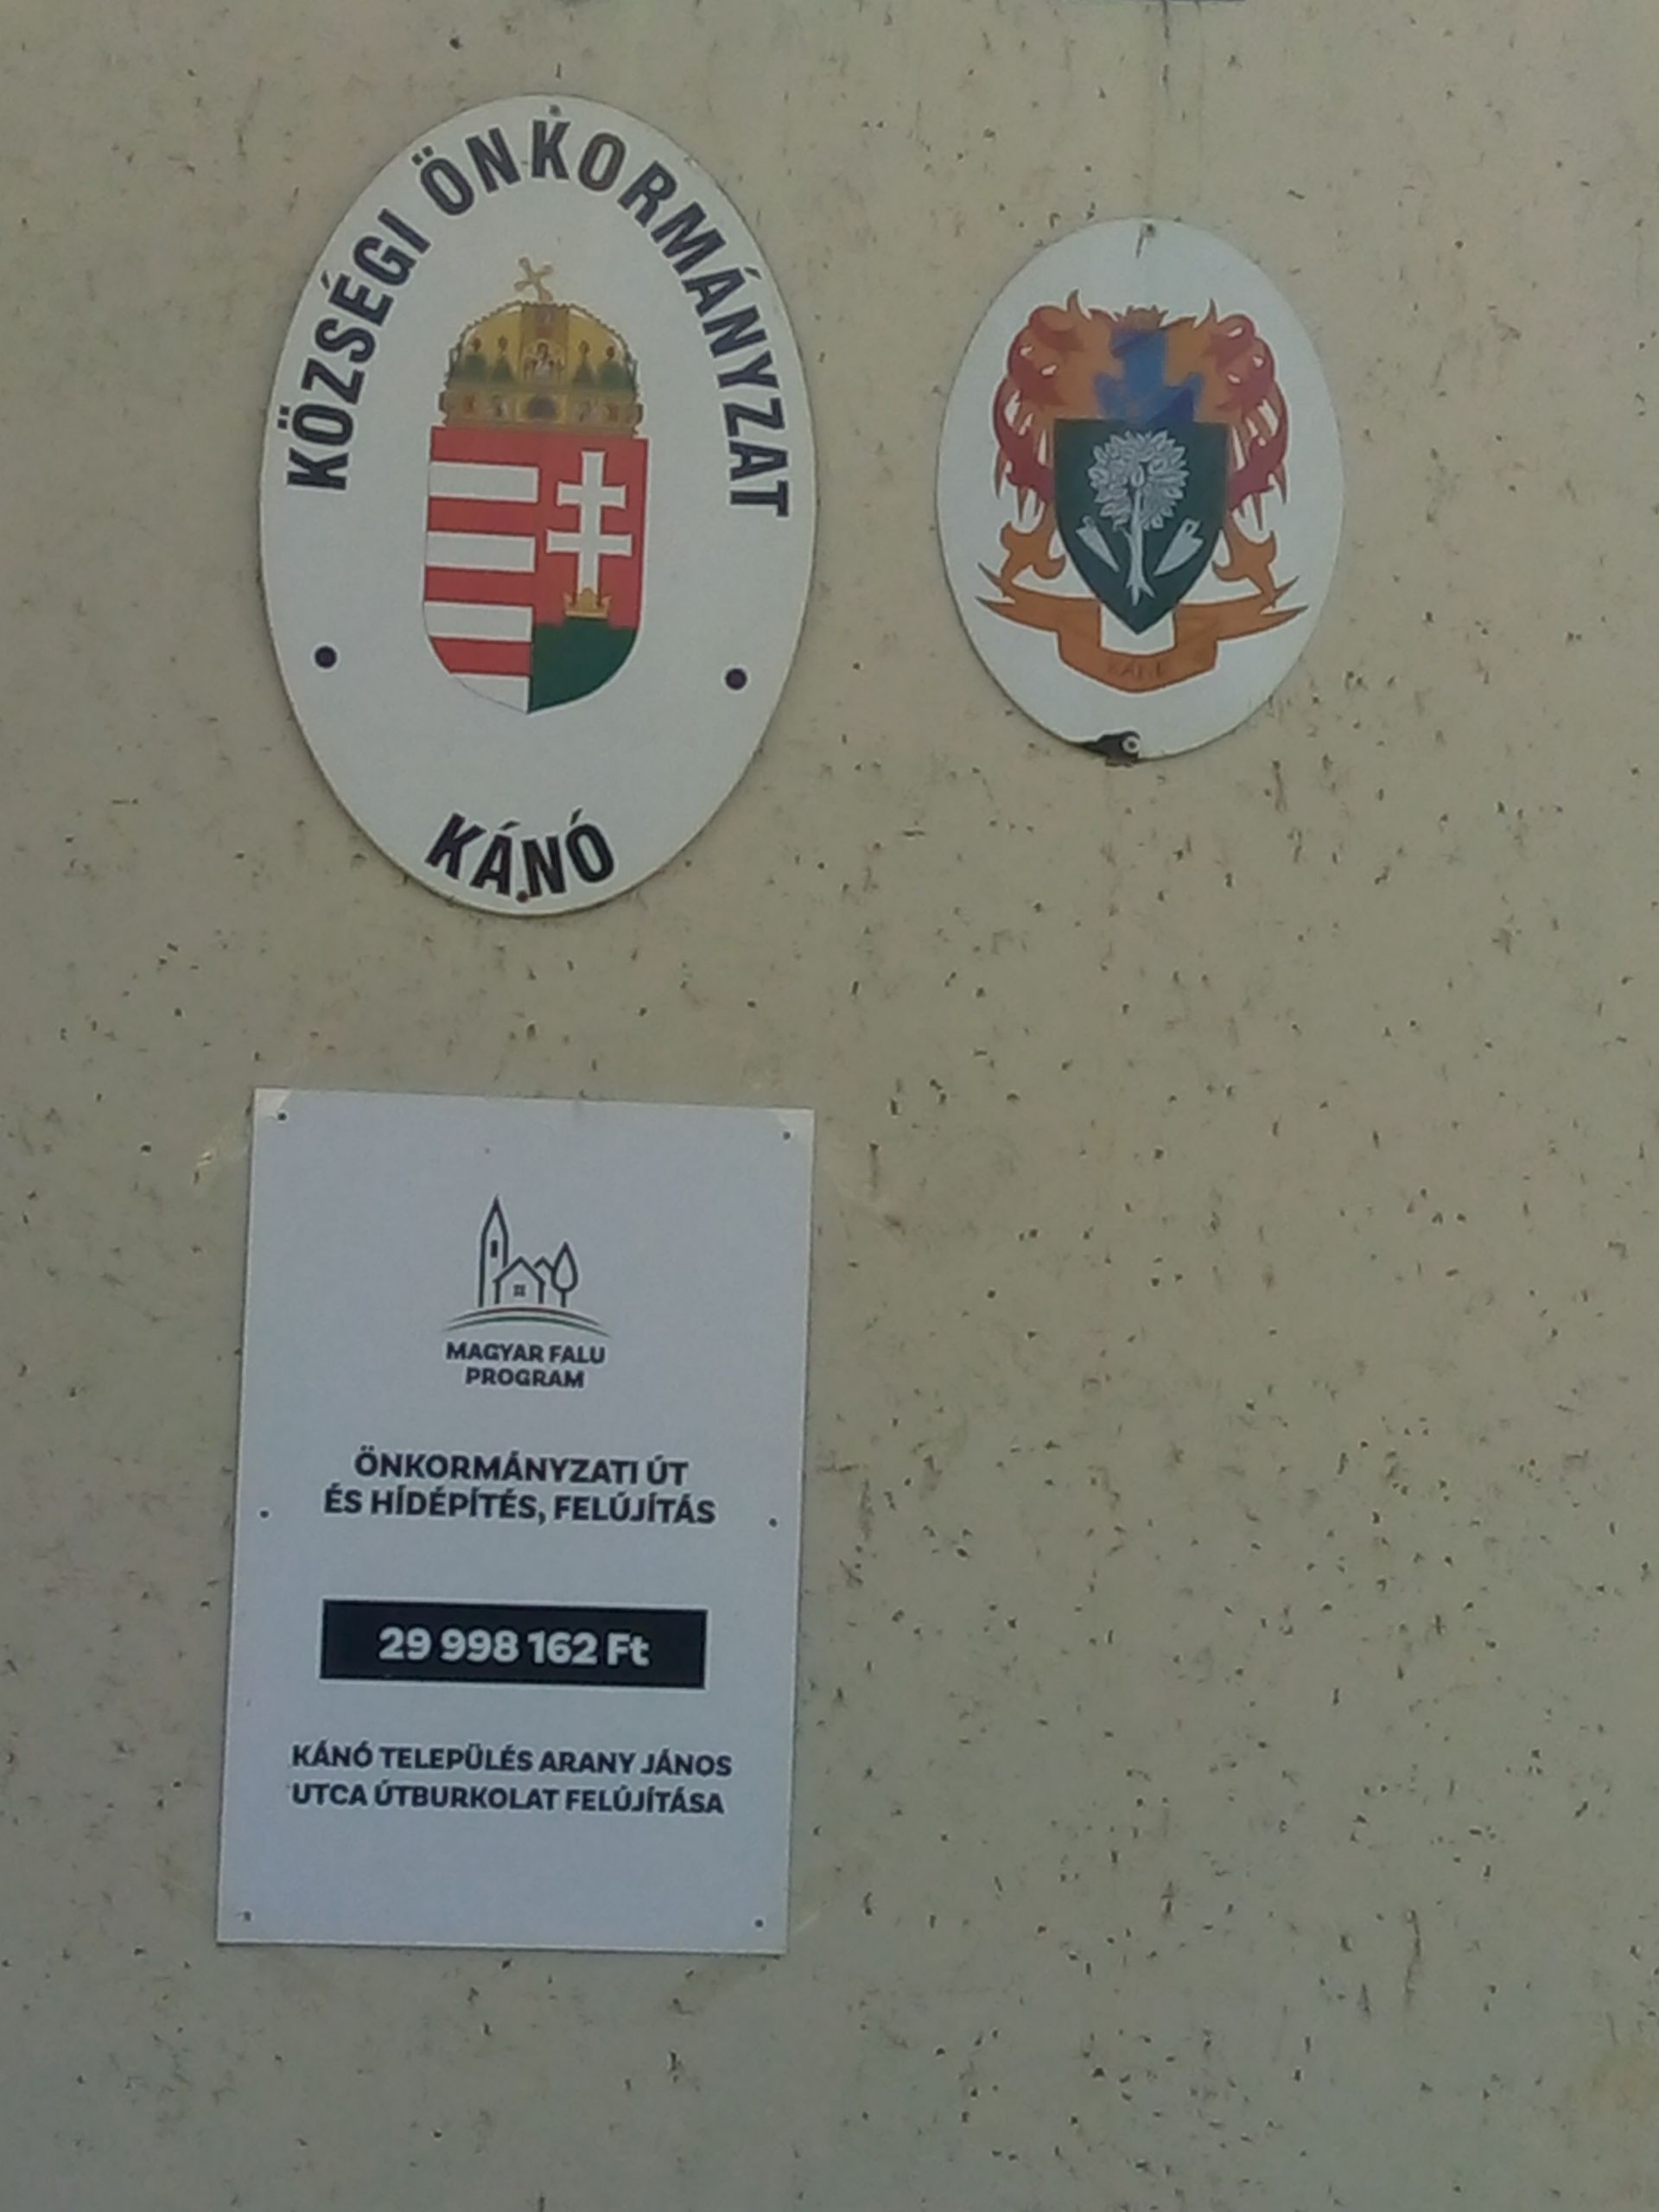 KÖZSÉGI ÖNKORMÁNYZAT
KÁNÓ
MAGYAR FALU
PROGRAM
ÖNKORMÁNYZATI ÚT
ÉS HÍDÉPÍTÉS, FELÚJÍTÁS
29 998 162 Ft
KÁNÓ TELEPÜLÉS ARANY JÁNOS
UTCA ÚTBURKOLAT FELÚJÍTÁSA